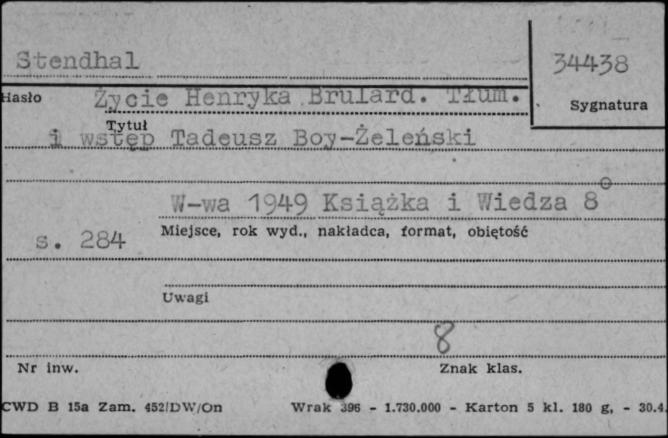 Stendhal
34438
Hasło
Życie Henryka Brulard. Tłum.
Sygnatura
Tytuł
i wstęp Tadeusz Boy-Żeleński
W-wa 1949 Książka i Wiedza 8°
s. 284
Miejsce, rok wyd., nakładca, format, objętość
Uwagi
8
Nr inw.
Znak klas.
CWD B 15a Zam. 452/DW/On
Wrak 396 - 1.730.000 - Karton 5 kl. 180 g, - 30.4.